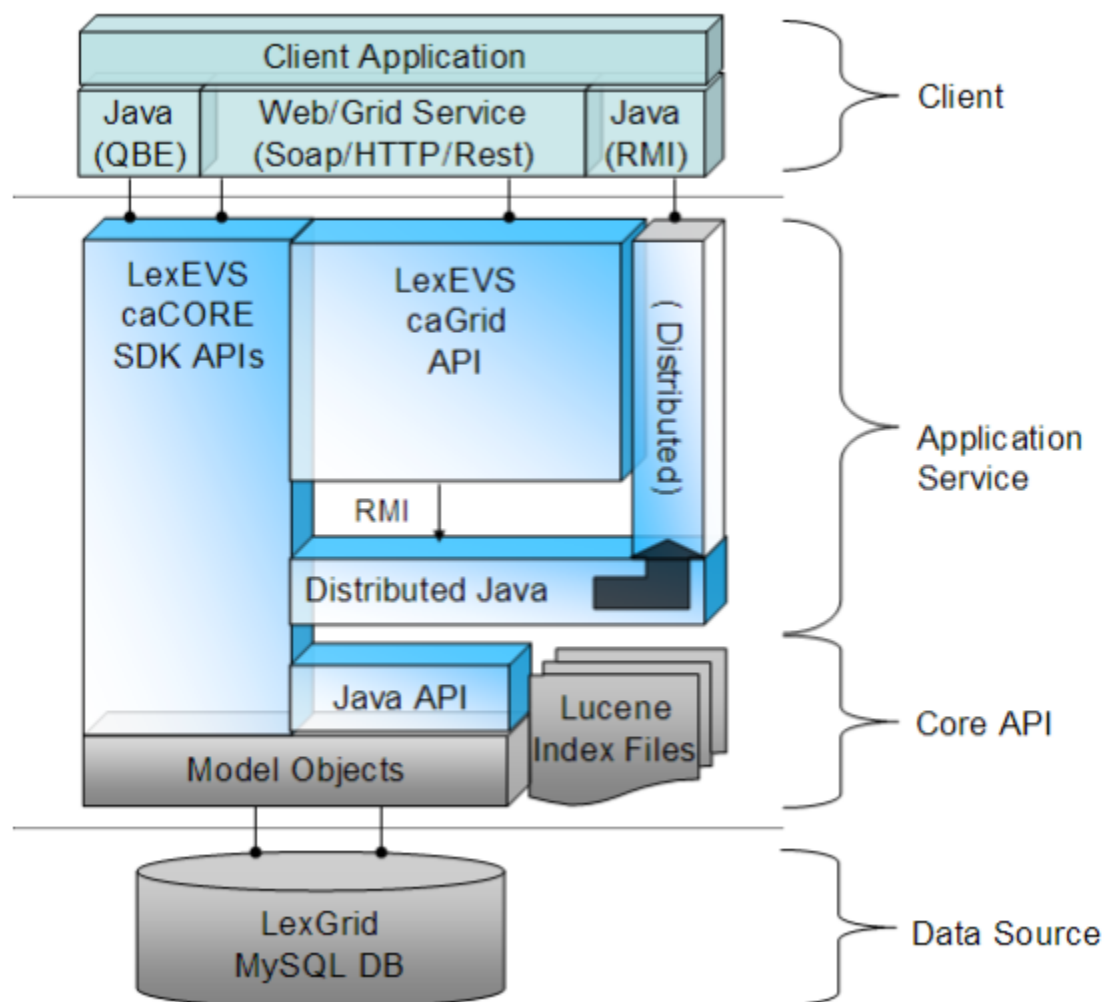 Client Application
Java
(QBE)
Web/Grid Service
(Soap/HTTP/Rest)
Java
(RMI)
Client
LexEVS
caCORE
SDK APIs
LexEVS
caGrid
API
( Distributed)
RMI
Distributed Java
Application
Service
Java API
Lucene
Index Files
Model Objects
Core API
LexGrid
MySQL DB
Data Source